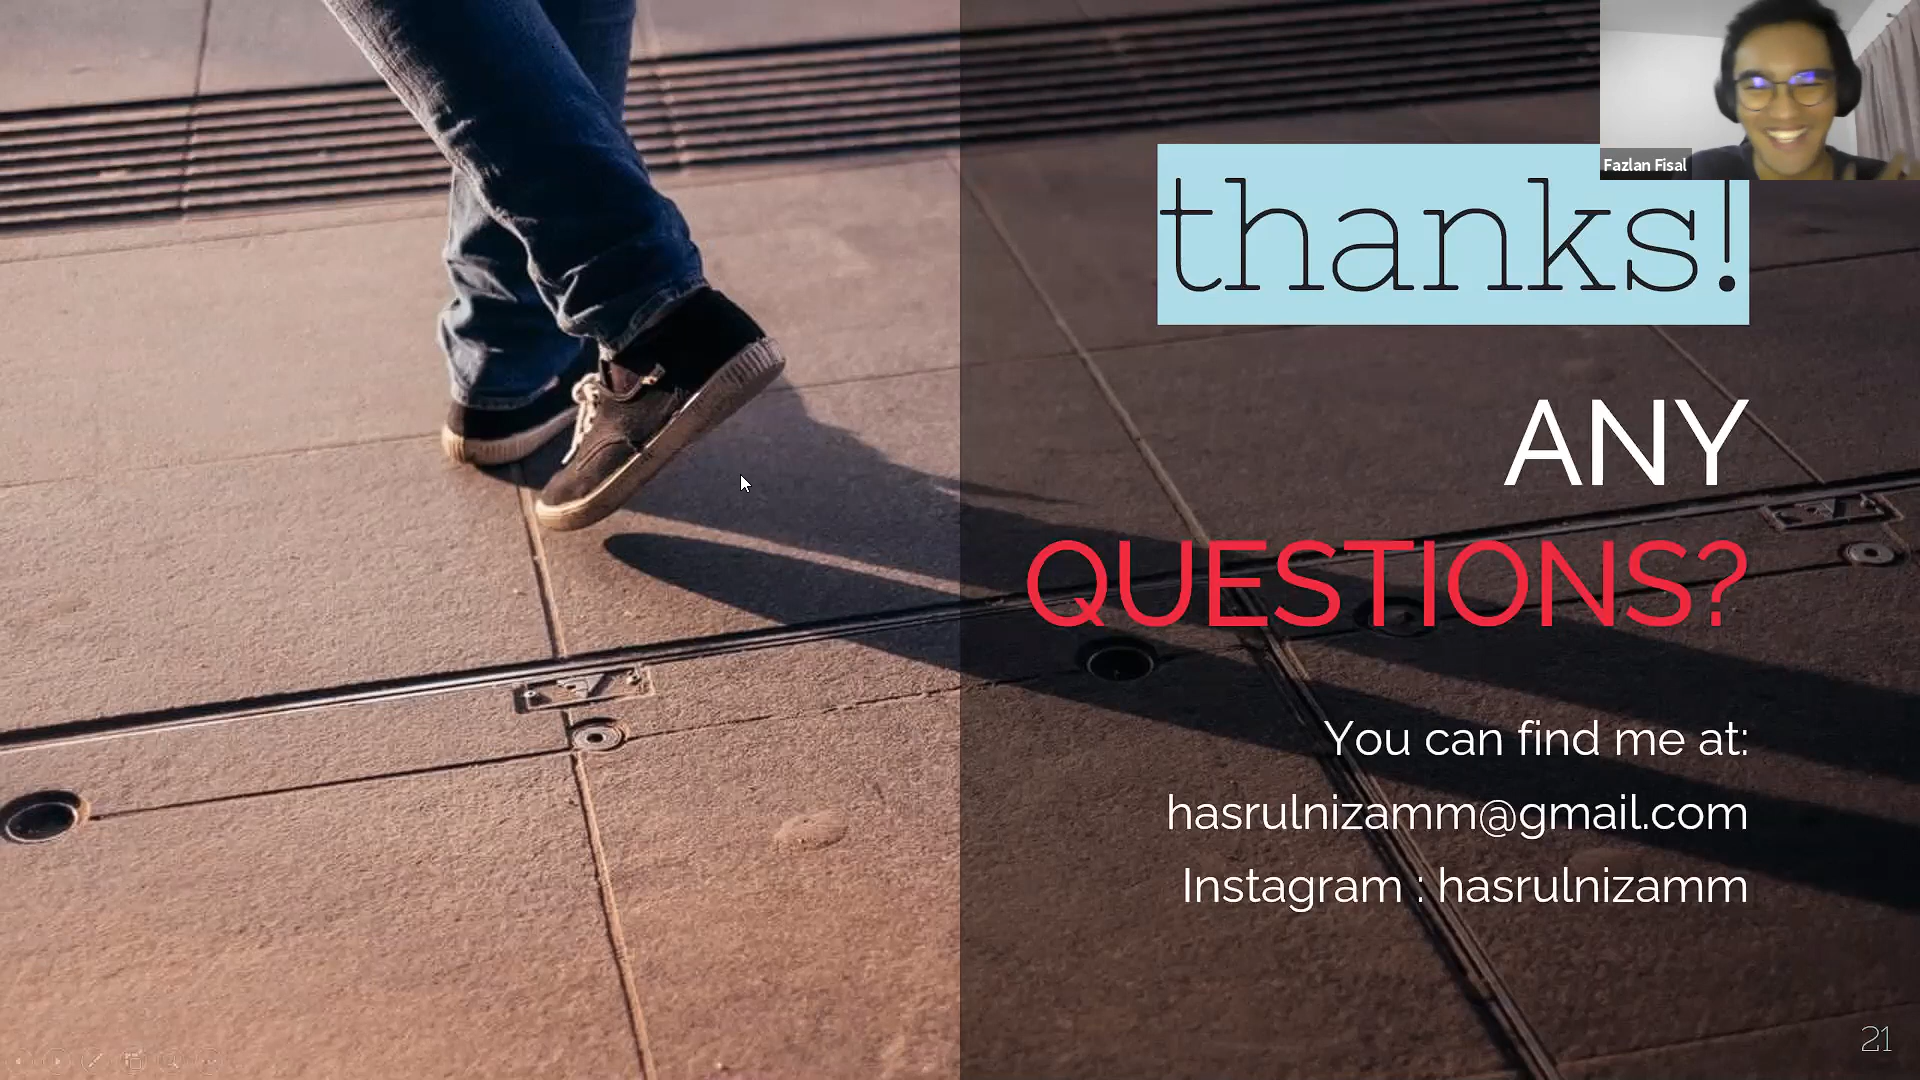 Fazlan Fisal
thanks!
ANY
QUESTIONS?
You can find me at:
hasrulnizamm@gmail.com
Instagram : hasrulnizamm
21